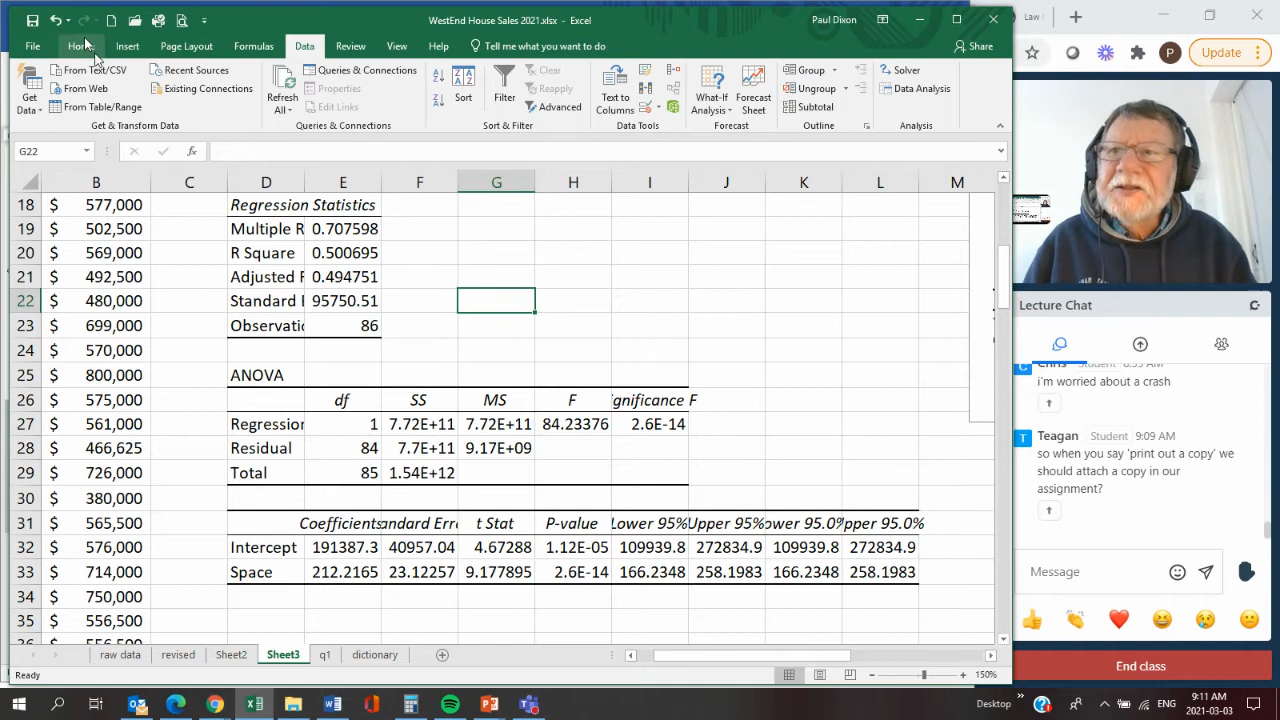 WestEnd House Sales 2021.xlsx - Excel
Paul Dixon
Law
File Home Insert Page Layout Formulas Data Review View Help Tell me what you want to do Share
P Update
From Text/CSV Recent Sources Queries & Connections Clear Group Solver
From Web Existing Connections Properties Reapply Ungroup Data Analysis
From Table/Range Edit Links Advanced Subtotal
Get Data
Refresh All
Sort
Filter
Text to Columns
What-If Analysis
Forecast Sheet
Get & Transform Data Queries & Connections Sort & Filter Data Tools Forecast Outline Analysis
G22 fx
B C D E F G H I J K L M
18 $ 577,000 Regression Statistics
19 $ 502,500 Multiple R 0.707598
20 $ 569,000 R Square 0.500695
21 $ 492,500 Adjusted R 0.494751
22 $ 480,000 Standard E 95750.51
23 $ 699,000 Observatio 86
24 $ 570,000
25 $ 800,000 ANOVA
26 $ 575,000 df SS MS F ignificance F
27 $ 561,000 Regression 1 7.72E+11 7.72E+11 84.23376 2.6E-14
28 $ 466,625 Residual 84 7.7E+11 9.17E+09
29 $ 726,000 Total 85 1.54E+12
30 $ 380,000
31 $ 565,500 Coefficients andard Erro t Stat P-value Lower 95% Upper 95% ower 95.0% Upper 95.0%
32 $ 576,000 Intercept 191387.3 40957.04 4.67288 1.12E-05 109939.8 272834.9 109939.8 272834.9
33 $ 714,000 Space 212.2165 23.12257 9.177895 2.6E-14 166.2348 258.1983 166.2348 258.1983
34 $ 750,000
35 $ 556,500
36 $ 556,500
raw data revised Sheet2 Sheet3 q1 dictionary
Ready
150%
Lecture Chat
C Chris Student 8:55 AM
i'm worried about a crash
T Teagan Student 9:09 AM
so when you say 'print out a copy' we
should attach a copy in our
assignment?
Message
End class
Desktop
ENG
9:11 AM
2021-03-03